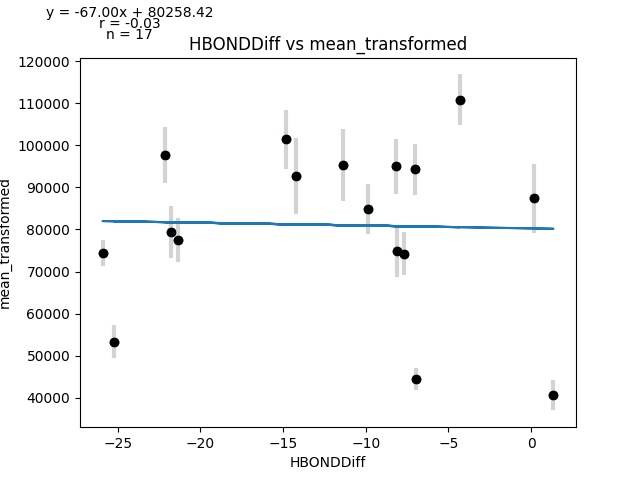 y = -67.00x + 80258.42
r = -0.03
n = 17
HBONDDiff vs mean_transformed
120000
110000
100000
90000
80000
70000
60000
50000
40000
mean_transformed
−25
−20
−15
−10
−5
0
HBONDDiff